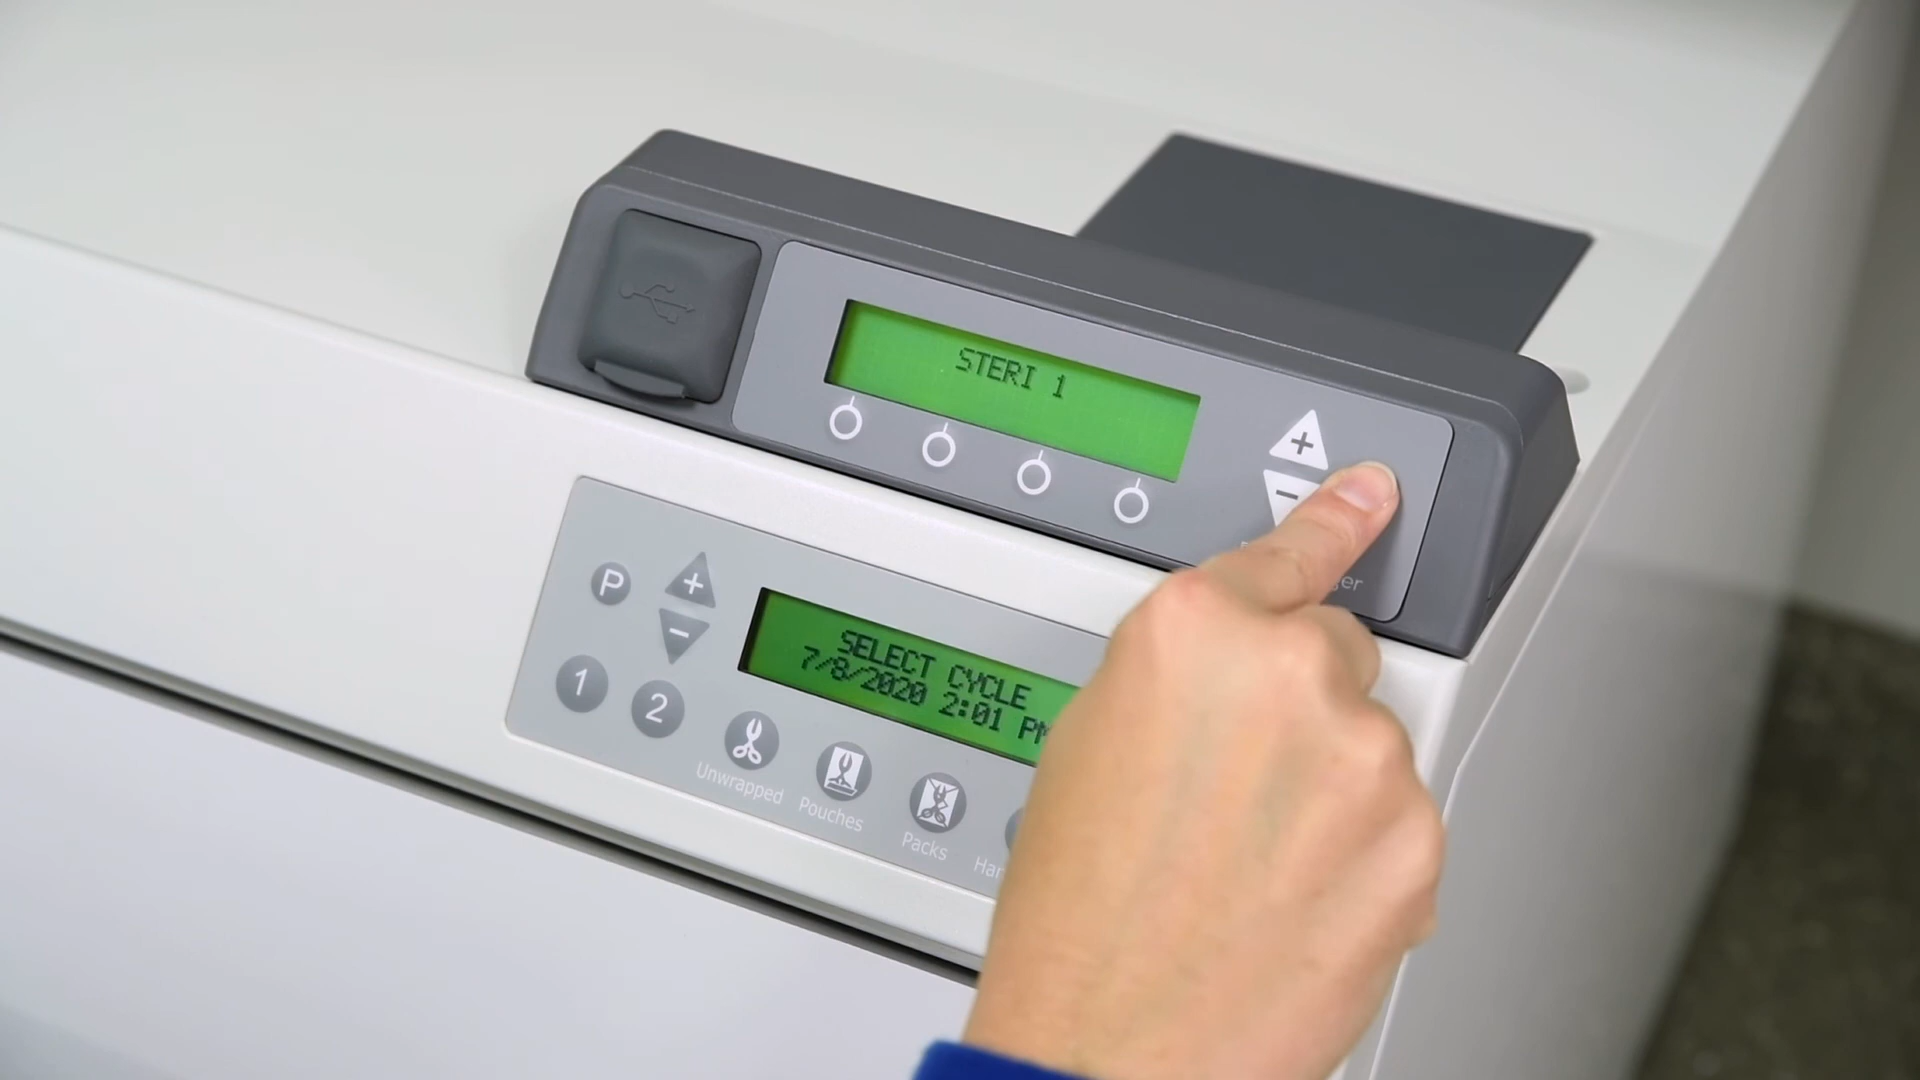 STERI 1
+
-
P
+
-
SELECT CYCLE
7/8/2020 2:01 PM
1
2
Unwrapped
Pouches
Packs